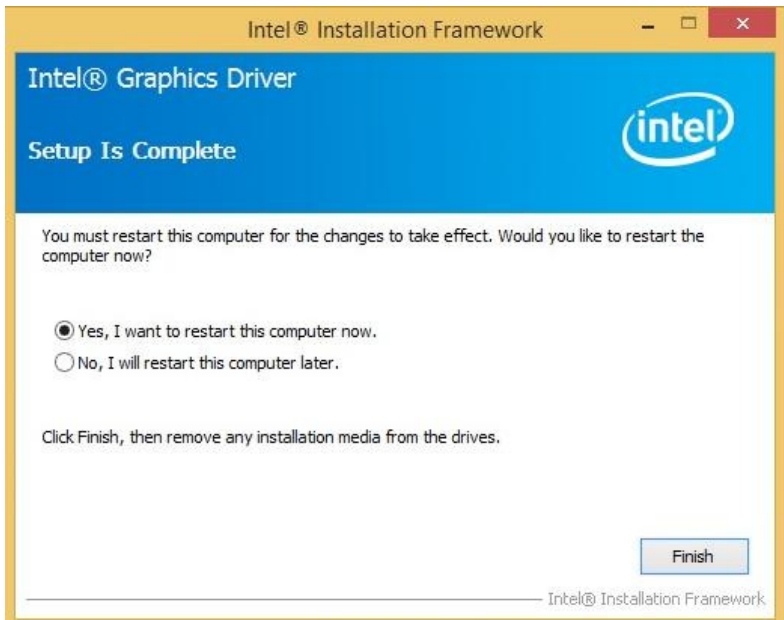 Intel® Installation Framework
Intel® Graphics Driver
intel
Setup Is Complete
You must restart this computer for the changes to take effect. Would you like to restart the
computer now?
Yes, I want to restart this computer now.
No, I will restart this computer later.
Click Finish, then remove any installation media from the drives.
Finish
Intel® Installation Framework